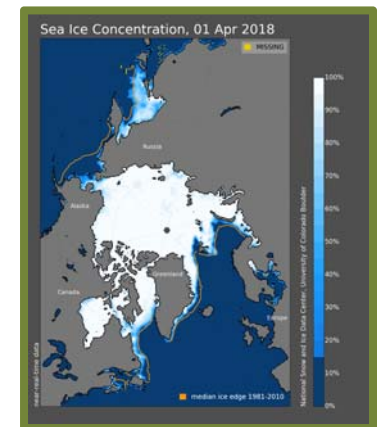 Sea Ice Concentration, 01 Apr 2018
MISSING
100%
90%
80%
70%
60%
50%
40%
30%
20%
10%
0%
Russia
Alaska
Greenland
Canada
Europe
median ice edge 1981-2010
near-real-time data
National Snow and Ice Data Center, University of Colorado Boulder